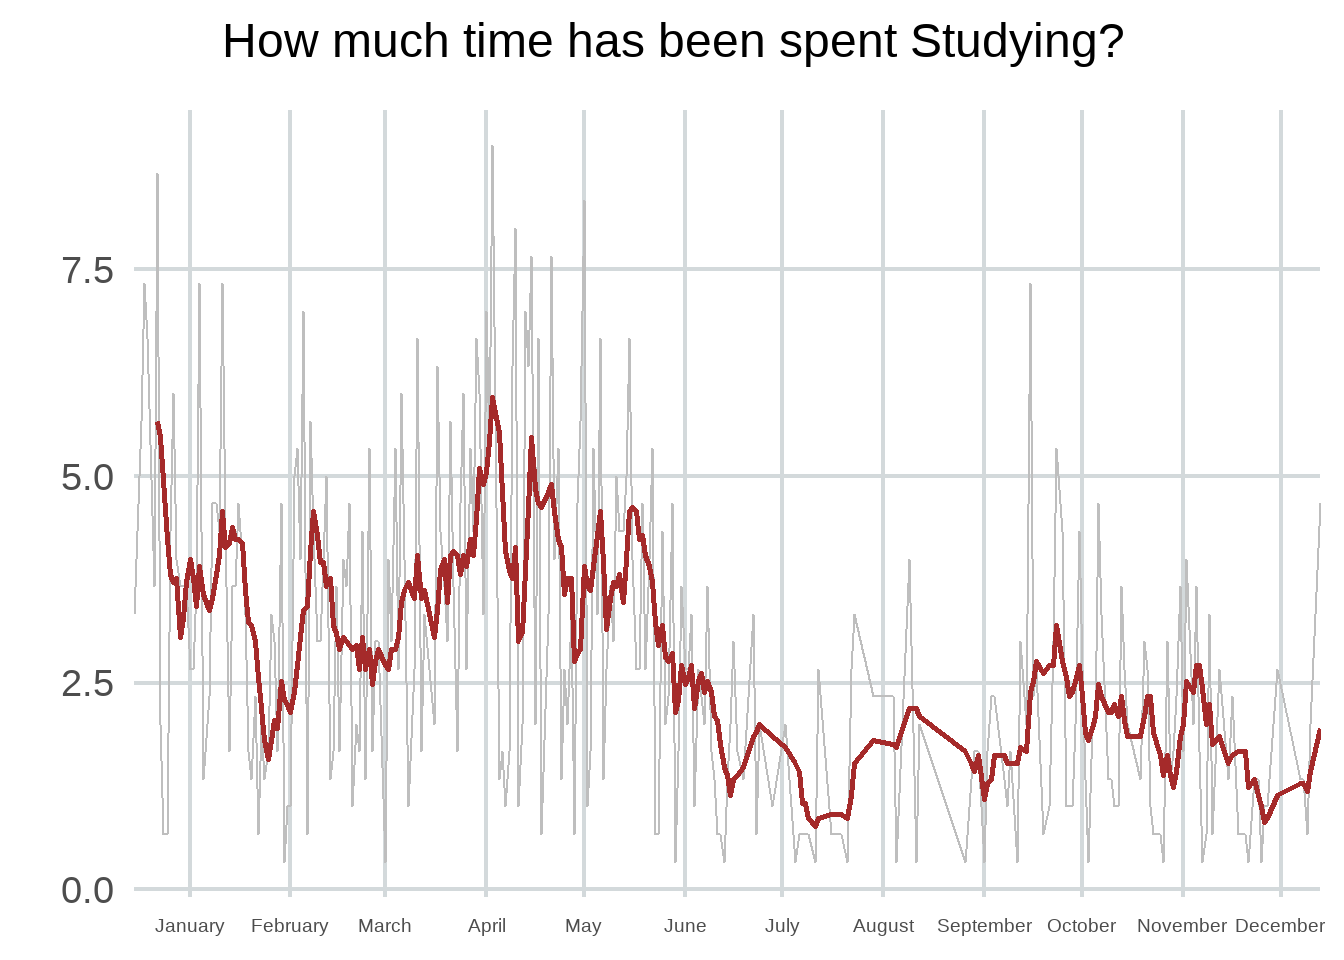 How much time has been spent Studying?
7.5
5.0
2.5
0.0
January February March April May June July August September October November December